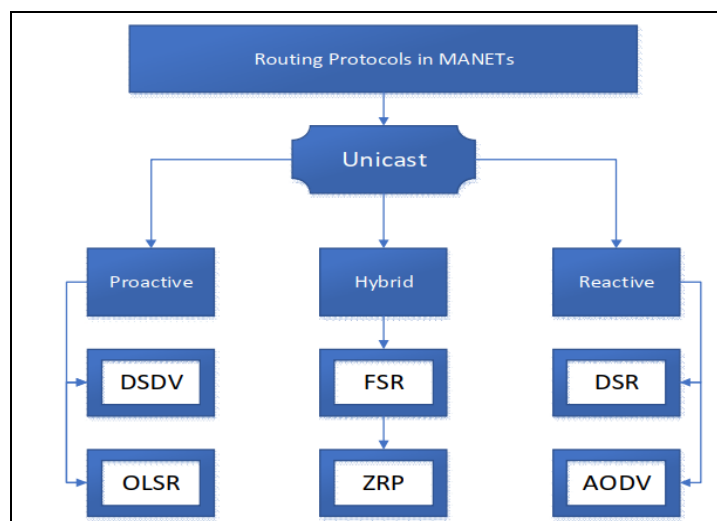 Routing Protocols in MANETs
Unicast
Proactive
Hybrid
Reactive
DSDV
FSR
DSR
OLSR
ZRP
AODV